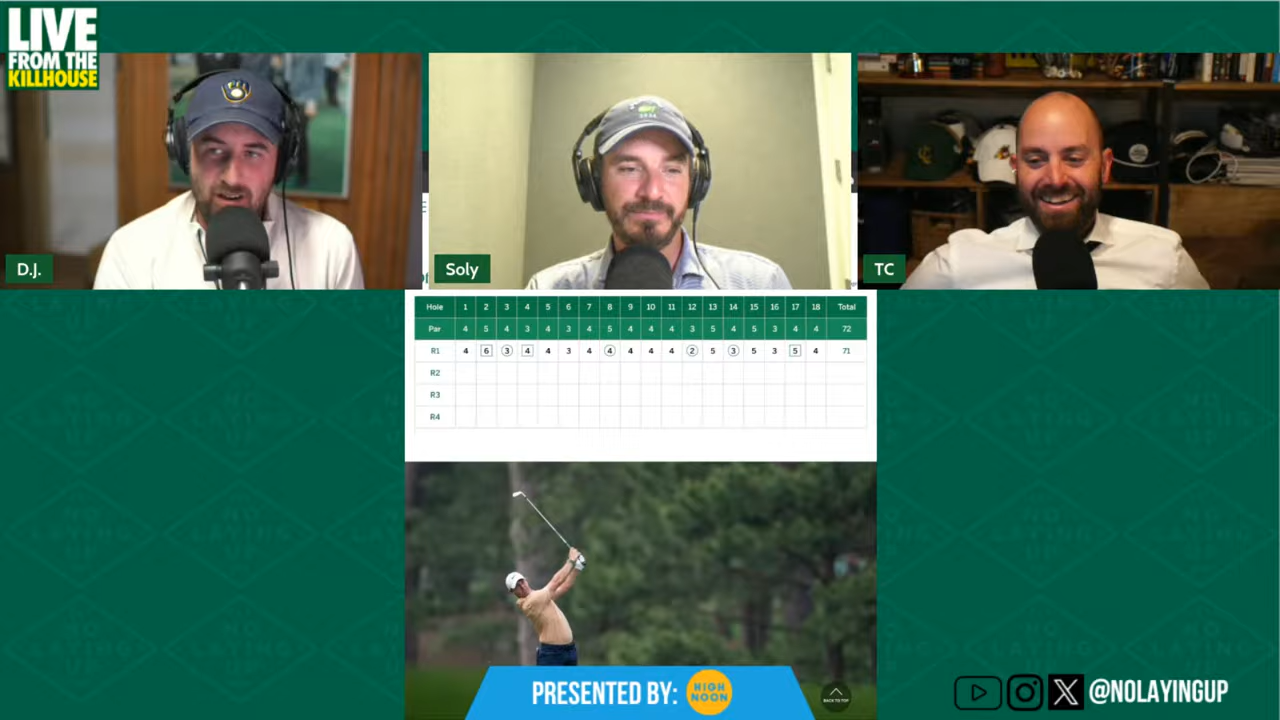 LIVE
FROM THE
KILLHOUSE
D.J.
Soly
TC
Hole 1 2 3 4 5 6 7 8 9 10 11 12 13 14 15 16 17 18 Total
Par 4 5 4 3 4 3 4 5 4 4 4 3 5 4 5 3 4 4 72
R1 4 6 3 4 4 3 4 4 4 4 4 2 5 3 5 3 5 4 71
R2
R3
R4
PRESENTED BY:
HIGH
NOON
BACK TO TOP
@NOLAYINGUP